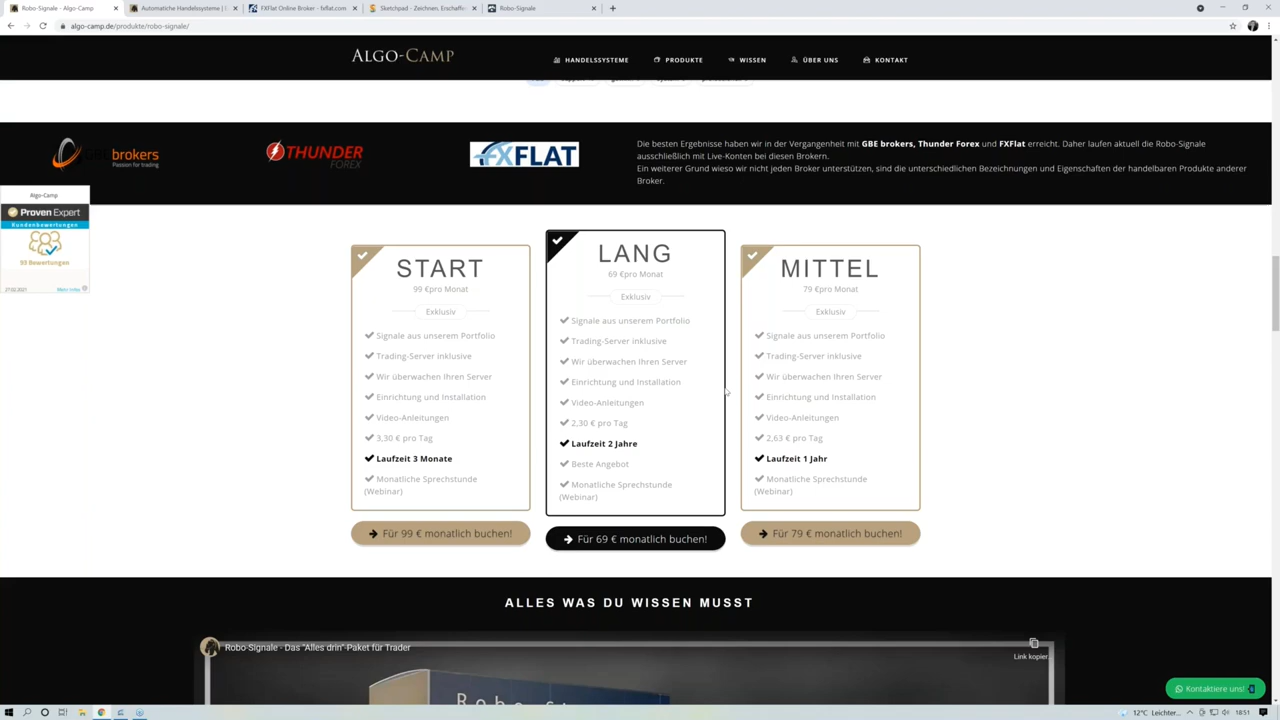 Robo-Signale - Algo-Camp
Automatische Handelssysteme |
FXFlat Online Broker - fxflat.com
Sketchpad - Zeichnen, Erschaffe
Robo-Signale
algo-camp.de/produkte/robo-signale/
ALGO-CAMP
HANDELSSYSTEME
PRODUKTE
WISSEN
ÜBER UNS
KONTAKT
GBE brokers
Passion for trading
THUNDER
FOREX
FXFLAT
Die besten Ergebnisse haben wir in der Vergangenheit mit GBE brokers, Thunder Forex und FXFlat erreicht. Daher laufen aktuell die Robo-Signale
ausschließlich mit Live-Konten bei diesen Brokern.
Ein weiterer Grund wieso wir nicht jeden Broker unterstützen, sind die unterschiedlichen Bezeichnungen und Eigenschaften der handelbaren Produkte anderer
Broker.
Algo-Camp
Proven Expert
Kundenbewertungen
93 Bewertungen
27.02.2021
Mehr Infos
START
99 €pro Monat
Exklusiv
Signale aus unserem Portfolio
Trading-Server inklusive
Wir überwachen Ihren Server
Einrichtung und Installation
Video-Anleitungen
3,30 € pro Tag
Laufzeit 3 Monate
Monatliche Sprechstunde
(Webinar)
Für 99 € monatlich buchen!
LANG
69 €pro Monat
Exklusiv
Signale aus unserem Portfolio
Trading-Server inklusive
Wir überwachen Ihren Server
Einrichtung und Installation
Video-Anleitungen
2,30 € pro Tag
Laufzeit 2 Jahre
Beste Angebot
Monatliche Sprechstunde
(Webinar)
Für 69 € monatlich buchen!
MITTEL
79 €pro Monat
Exklusiv
Signale aus unserem Portfolio
Trading-Server inklusive
Wir überwachen Ihren Server
Einrichtung und Installation
Video-Anleitungen
2,63 € pro Tag
Laufzeit 1 Jahr
Monatliche Sprechstunde
(Webinar)
Für 79 € monatlich buchen!
ALLES WAS DU WISSEN MUSST
Robo-Signale - Das "Alles drin"-Paket für Trader
Link kopier
Kontaktiere uns!
12°C Leichter...
18:51